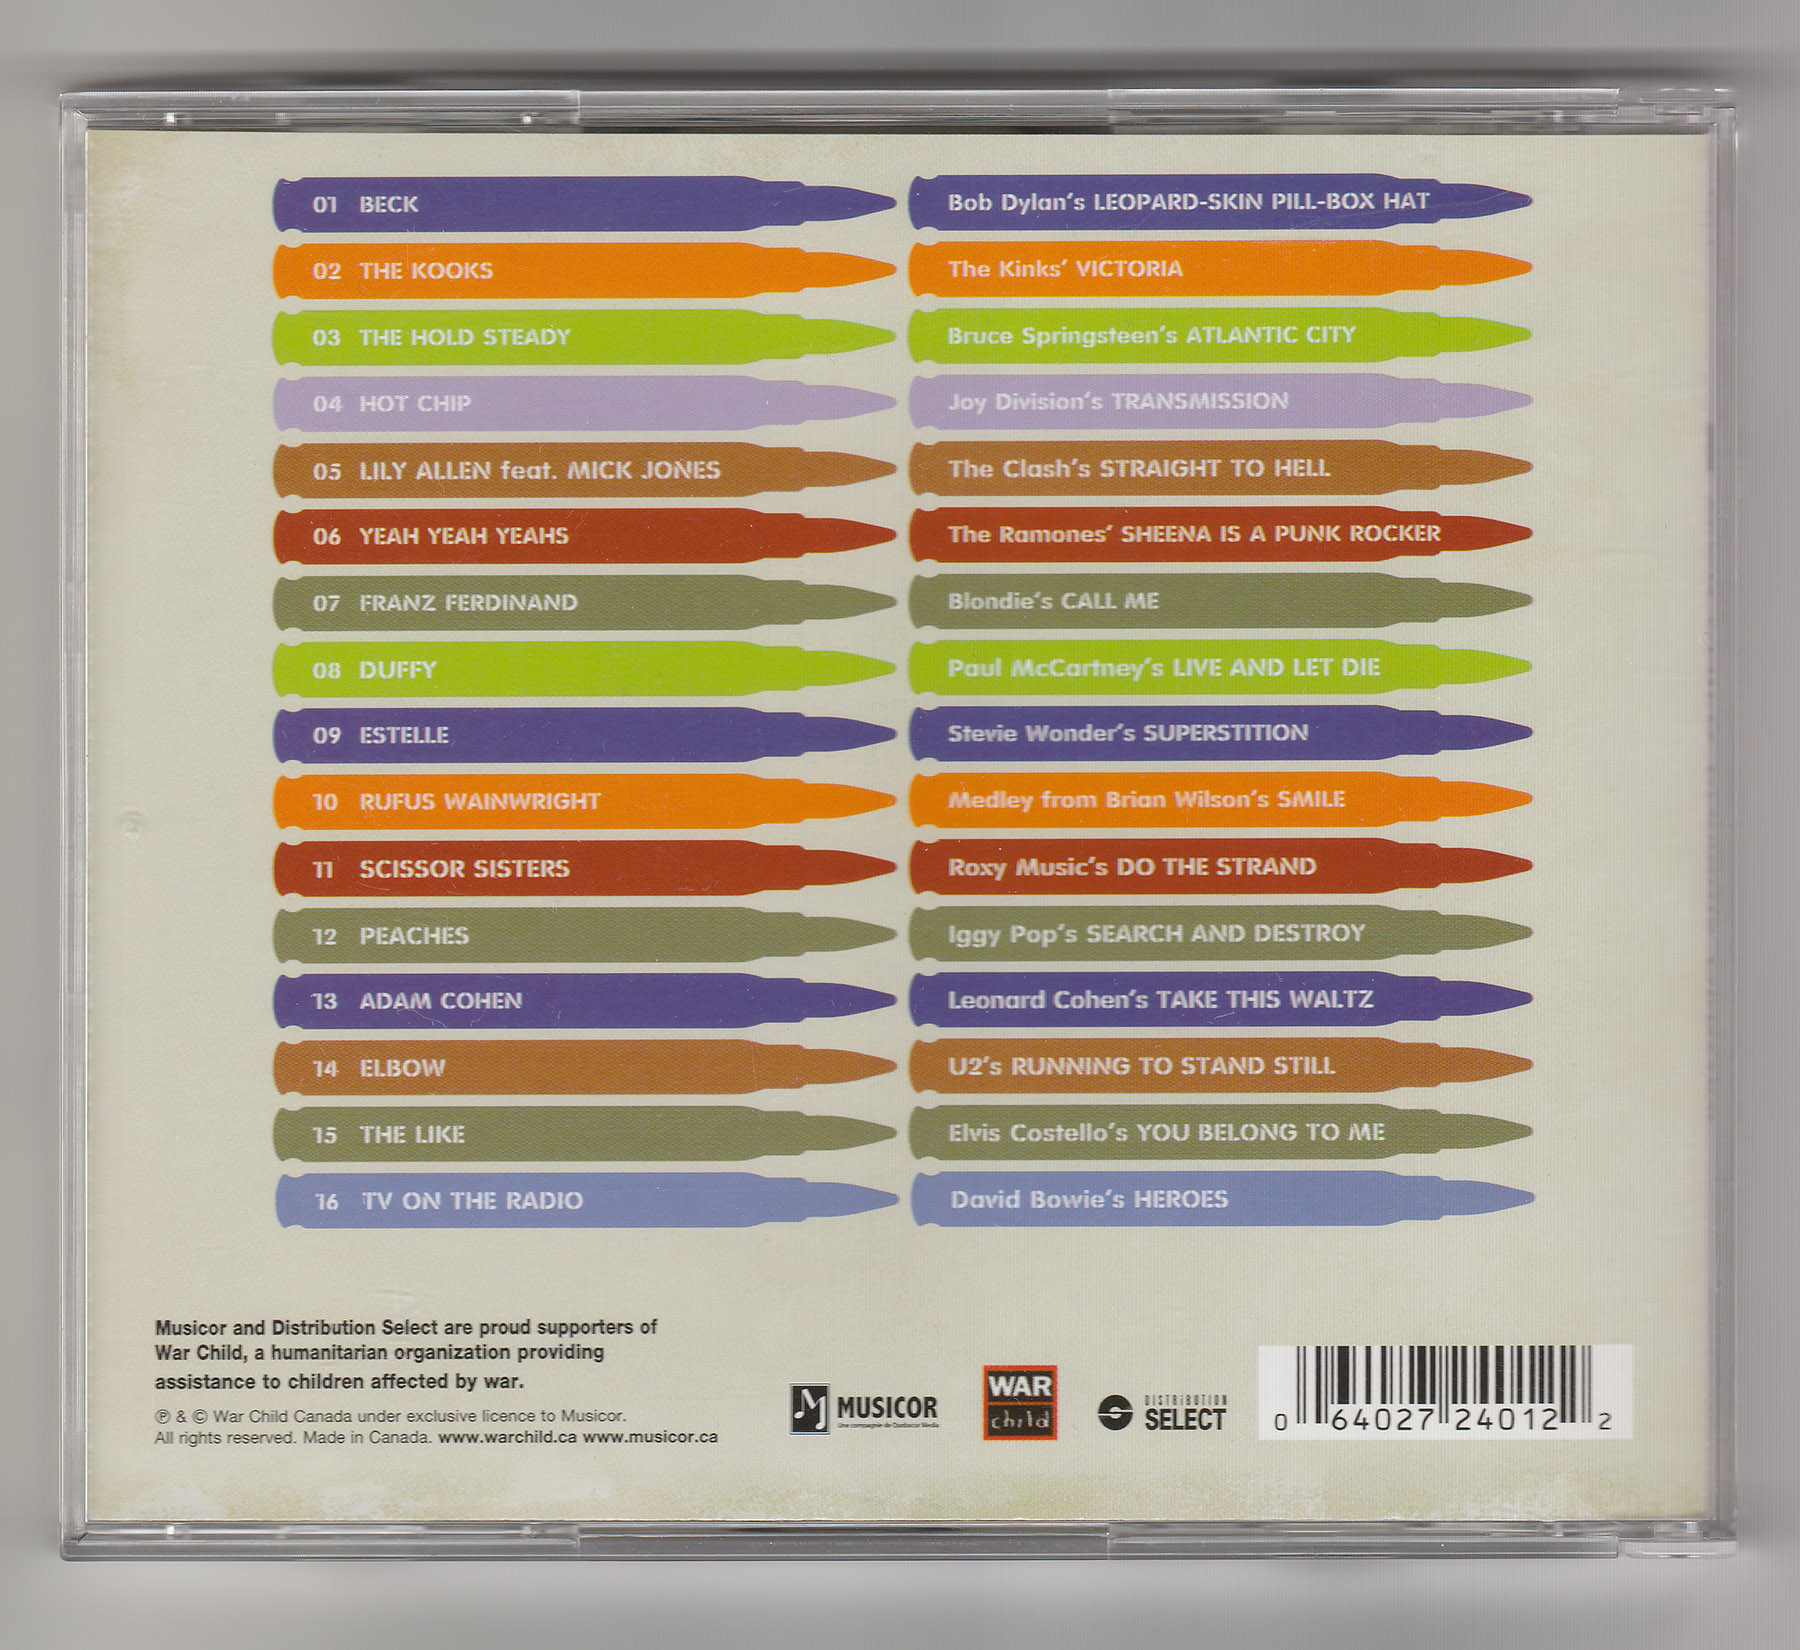 01 BECK Bob Dylan's LEOPARD-SKIN PILL-BOX HAT
02 THE KOOKS The Kinks' VICTORIA
03 THE HOLD STEADY Bruce Springsteen's ATLANTIC CITY
04 HOT CHIP Joy Division's TRANSMISSION
05 LILY ALLEN feat. MICK JONES The Clash's STRAIGHT TO HELL
06 YEAH YEAH YEAHS The Ramones' SHEENA IS A PUNK ROCKER
07 FRANZ FERDINAND Blondie's CALL ME
08 DUFFY Paul McCartney's LIVE AND LET DIE
09 ESTELLE Stevie Wonder's SUPERSTITION
10 RUFUS WAINWRIGHT Medley from Brian Wilson's SMILE
11 SCISSOR SISTERS Roxy Music's DO THE STRAND
12 PEACHES Iggy Pop's SEARCH AND DESTROY
13 ADAM COHEN Leonard Cohen's TAKE THIS WALTZ
14 ELBOW U2's RUNNING TO STAND STILL
15 THE LIKE Elvis Costello's YOU BELONG TO ME
16 TV ON THE RADIO David Bowie's HEROES
Musicor and Distribution Select are proud supporters of
War Child, a humanitarian organization providing
assistance to children affected by war.
℗ & © War Child Canada under exclusive licence to Musicor.
All rights reserved. Made in Canada. www.warchild.ca www.musicor.ca
MUSICOR
Une compagnie de Quebecor Media
WAR
child
DISTRIBUTION
SELECT
0 64027 24012 2